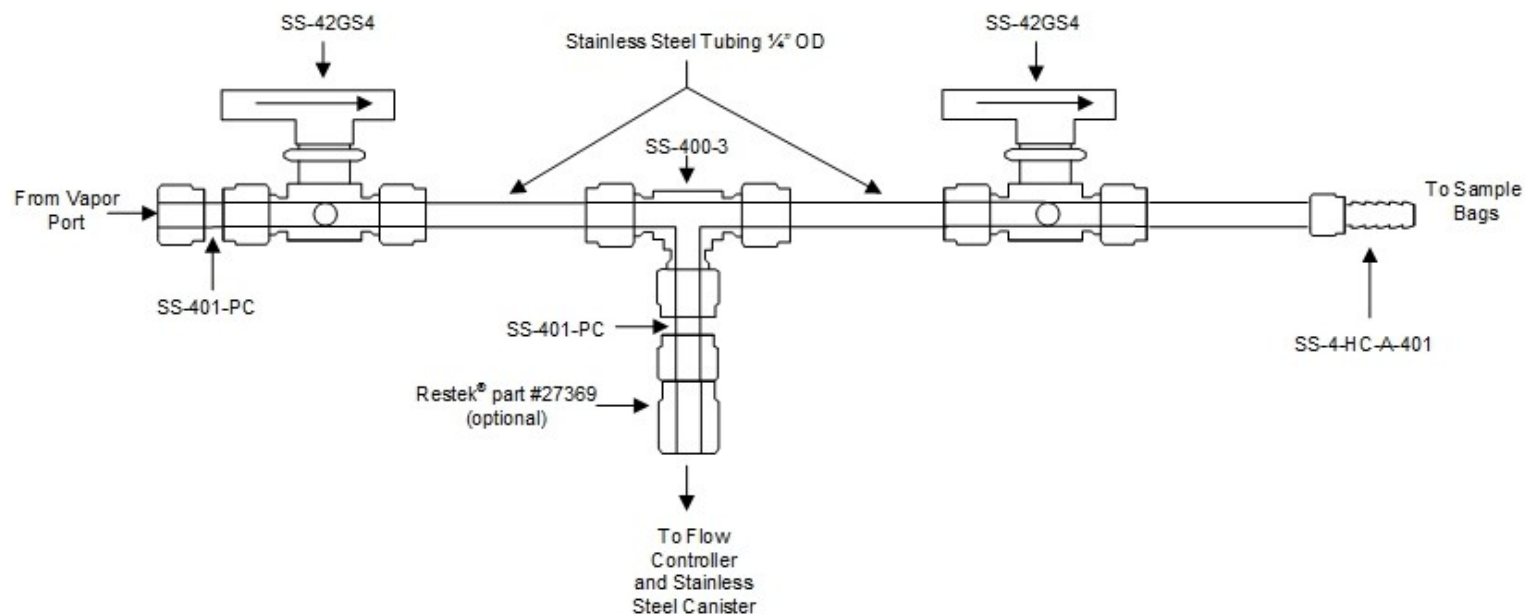 SS-42GS4
SS-42GS4
Stainless Steel Tubing ¼" OD
SS-400-3
From Vapor
Port
To Sample
Bags
SS-401-PC
SS-401-PC
SS-4-HC-A-401
Restek® part #27369
(optional)
To Flow
Controller
and Stainless
Steel Canister